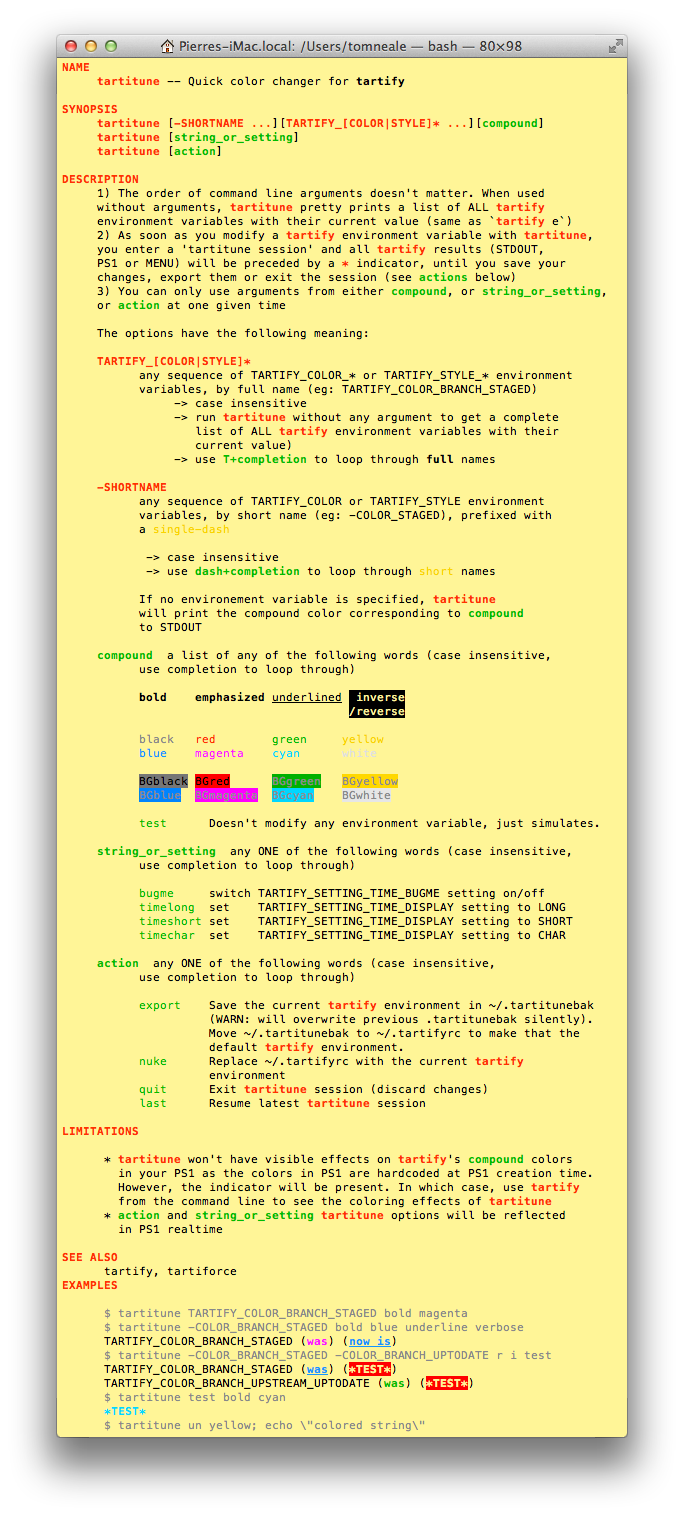 Pierres-iMac.local: /Users/tomneale — bash — 80×98
NAME
tartitune -- Quick color changer for tartify
SYNOPSIS
tartitune [-SHORTNAME ...][TARTIFY_[COLOR|STYLE]* ...][compound]
tartitune [string_or_setting]
tartitune [action]
DESCRIPTION
1) The order of command line arguments doesn't matter. When used
without arguments, tartitune pretty prints a list of ALL tartify
environment variables with their current value (same as `tartify e`)
2) As soon as you modify a tartify environment variable with tartitune,
you enter a 'tartitune session' and all tartify results (STDOUT,
PS1 or MENU) will be preceded by a * indicator, until you save your
changes, export them or exit the session (see actions below)
3) You can only use arguments from either compound, or string_or_setting,
or action at one given time
The options have the following meaning:
TARTIFY_[COLOR|STYLE]*
any sequence of TARTIFY_COLOR_* or TARTIFY_STYLE_* environment
variables, by full name (eg: TARTIFY_COLOR_BRANCH_STAGED)
-> case insensitive
-> run tartitune without any argument to get a complete
list of ALL tartify environment variables with their
current value)
-> use T+completion to loop through full names
-SHORTNAME
any sequence of TARTIFY_COLOR or TARTIFY_STYLE environment
variables, by short name (eg: -COLOR_STAGED), prefixed with
a single-dash
-> case insensitive
-> use dash+completion to loop through short names
If no environement variable is specified, tartitune
will print the compound color corresponding to compound
to STDOUT
compound a list of any of the following words (case insensitive,
use completion to loop through)
bold emphasized underlined inverse
/reverse
black red green yellow
blue magenta cyan white
BGblack BGred BGgreen BGyellow
BGblue BGmagenta BGcyan BGwhite
test Doesn't modify any environment variable, just simulates.
string_or_setting any ONE of the following words (case insensitive,
use completion to loop through)
bugme switch TARTIFY_SETTING_TIME_BUGME setting on/off
timelong set TARTIFY_SETTING_TIME_DISPLAY setting to LONG
timeshort set TARTIFY_SETTING_TIME_DISPLAY setting to SHORT
timechar set TARTIFY_SETTING_TIME_DISPLAY setting to CHAR
action any ONE of the following words (case insensitive,
use completion to loop through)
export Save the current tartify environment in ~/.tartitunebak
(WARN: will overwrite previous .tartitunebak silently).
Move ~/.tartitunebak to ~/.tartifyrc to make that the
default tartify environment.
nuke Replace ~/.tartifyrc with the current tartify
environment
quit Exit tartitune session (discard changes)
last Resume latest tartitune session
LIMITATIONS
* tartitune won't have visible effects on tartify's compound colors
in your PS1 as the colors in PS1 are hardcoded at PS1 creation time.
However, the indicator will be present. In which case, use tartify
from the command line to see the coloring effects of tartitune
* action and string_or_setting tartitune options will be reflected
in PS1 realtime
SEE ALSO
tartify, tartiforce
EXAMPLES
$ tartitune TARTIFY_COLOR_BRANCH_STAGED bold magenta
$ tartitune -COLOR_BRANCH_STAGED bold blue underline verbose
TARTIFY_COLOR_BRANCH_STAGED (was) (now is)
$ tartitune -COLOR_BRANCH_STAGED -COLOR_BRANCH_UPTODATE r i test
TARTIFY_COLOR_BRANCH_STAGED (was) (*TEST*)
TARTIFY_COLOR_BRANCH_UPSTREAM_UPTODATE (was) (*TEST*)
$ tartitune test bold cyan
*TEST*
$ tartitune un yellow; echo \"colored string\"